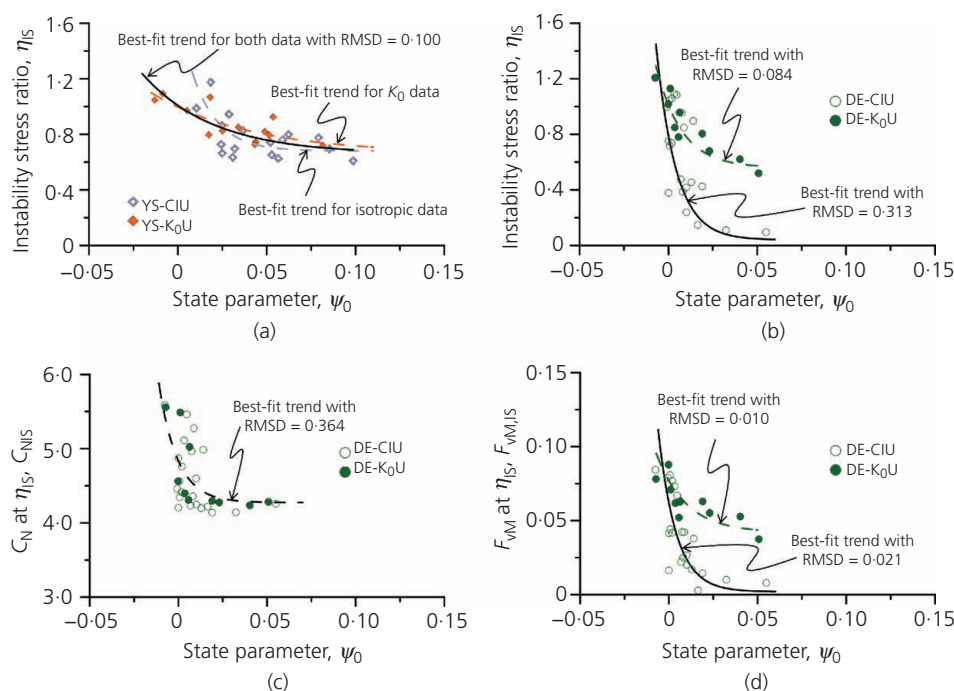 1·6
1·2
0·8
0·4
0
Instability stress ratio, ηIS
Best-fit trend for both data with RMSD = 0·100
Best-fit trend for K0 data
YS-CIU
YS-K0U
Best-fit trend for isotropic data
−0·05
0
0·05
0·10
0·15
State parameter, ψ0
(a)
1·6
1·2
0·8
0·4
0
Instability stress ratio, ηIS
Best-fit trend with
RMSD = 0·084
DE-CIU
DE-K0U
Best-fit trend with
RMSD = 0·313
−0·05
0
0·05
0·10
0·15
State parameter, ψ0
(b)
6·0
5·0
4·0
3·0
CN at ηIS, CNIS
Best-fit trend with
RMSD = 0·364
DE-CIU
DE-K0U
−0·05
0
0·05
0·10
0·15
State parameter, ψ0
(c)
0·15
0·10
0·05
0
FvM at ηIS, FvM,IS
Best-fit trend with
RMSD = 0·010
DE-CIU
DE-K0U
Best-fit trend with
RMSD = 0·021
−0·05
0
0·05
0·10
0·15
State parameter, ψ0
(d)